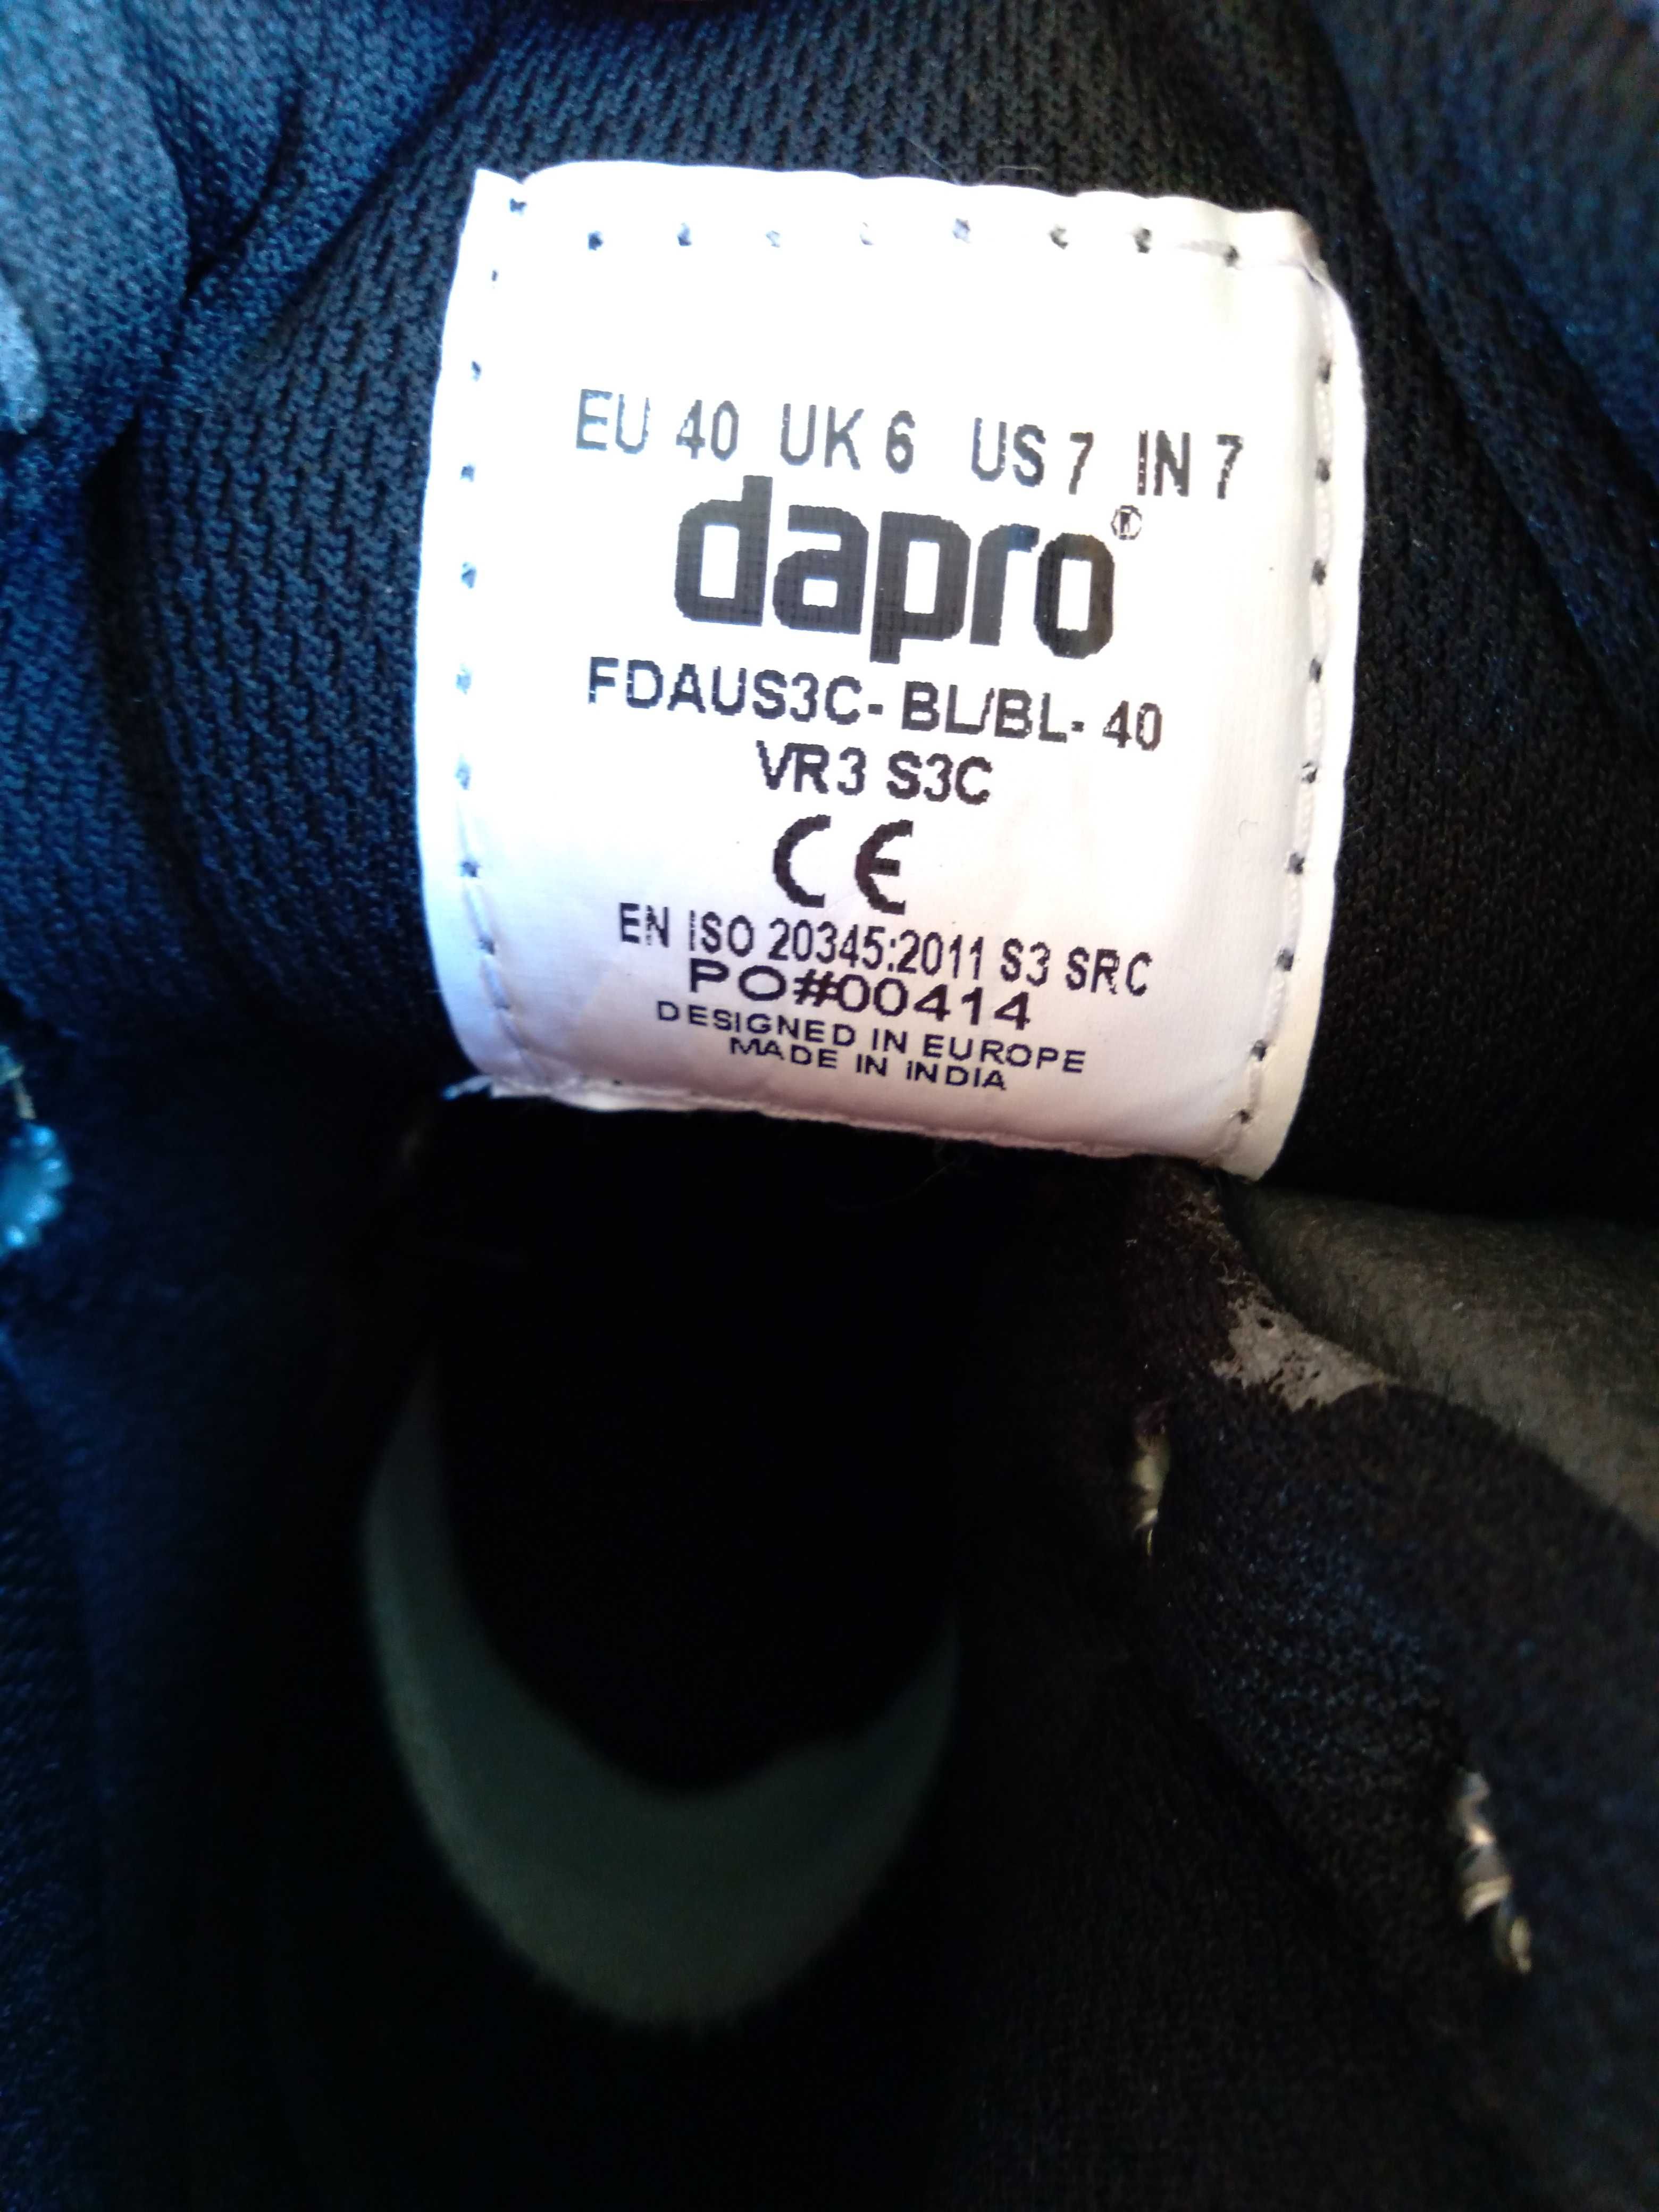 EU 40 UK 6 US 7 IN 7
dapro®
FDAUS3C- BL/BL- 40
VR3 S3C
CE
EN ISO 20345:2011 S3 SRC
PO#00414
DESIGNED IN EUROPE
MADE IN INDIA